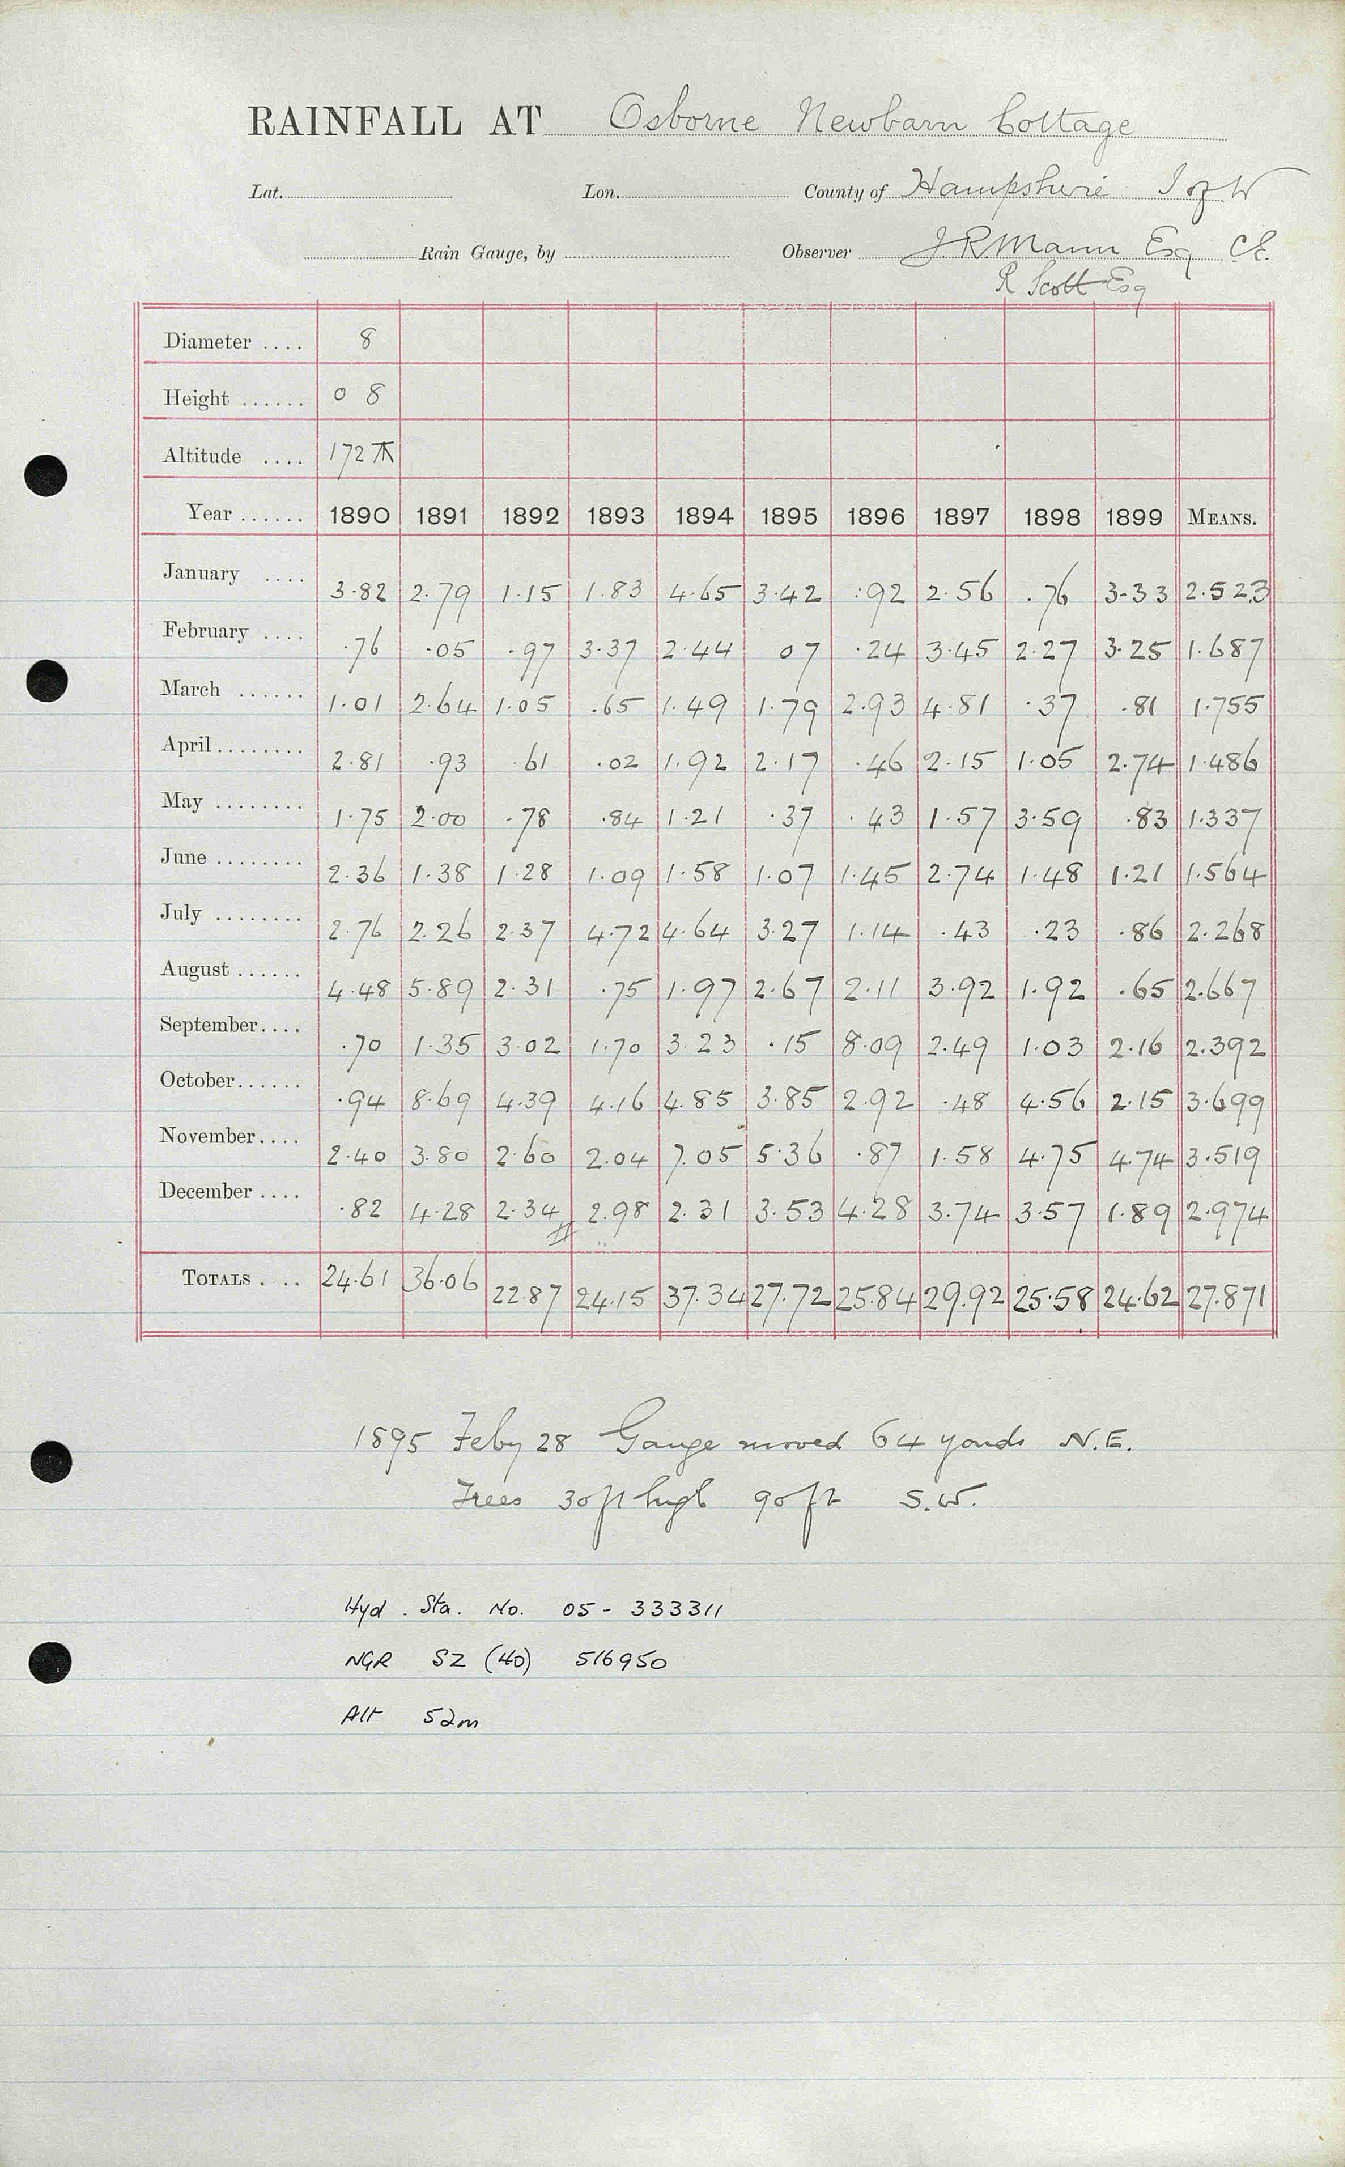 RAINFALL AT Osborne Newbarn Cottage
Lat. Lon. County of Hampshire I of W
Rain Gauge, by Observer J.R Mann Esq C.E.
R Scott Esq
Diameter .... 8
Height ...... 0 8
Altitude .... 172
Year ...... 1890 1891 1892 1893 1894 1895 1896 1897 1898 1899 MEANS.
January .... 3.82 2.79 1.15 1.83 4.65 3.42 .92 2.56 .76 3.33 2.523
February .... .76 .05 .97 3.37 2.44 07 .24 3.45 2.27 3.25 1.687
March ...... 1.01 2.64 1.05 .65 1.49 1.79 2.93 4.81 .37 .81 1.755
April ........ 2.81 .93 .61 .02 1.92 2.17 .46 2.15 1.05 2.74 1.486
May ........ 1.75 2.00 .78 .84 1.21 .37 .43 1.57 3.59 .83 1.337
June ........ 2.36 1.38 1.28 1.09 1.58 1.07 1.45 2.74 1.48 1.21 1.564
July ........ 2.76 2.26 2.37 4.72 4.64 3.27 1.14 .43 .23 .86 2.268
August ...... 4.48 5.89 2.31 .75 1.97 2.67 2.11 3.92 1.92 .65 2.667
September .... .70 1.35 3.02 1.70 3.23 .15 8.09 2.49 1.03 2.16 2.392
October ...... .94 8.69 4.39 4.16 4.85 3.85 2.92 .48 4.56 2.15 3.699
November .... 2.40 3.80 2.60 2.04 7.05 5.36 .87 1.58 4.75 4.74 3.519
December .... .82 4.28 2.34 2.98 2.31 3.53 4.28 3.74 3.57 1.89 2.974
TOTALS .... 24.61 36.06 22.87 24.15 37.34 27.72 25.84 29.92 25.58 24.62 27.871
1895 Feby 28 Gauge moved 64 yards N.E.
Trees 30 ft high 90 ft S.W.
Hyd. Sta. No. 05 - 333311
NGR SZ (40) 516950
Alt 52m